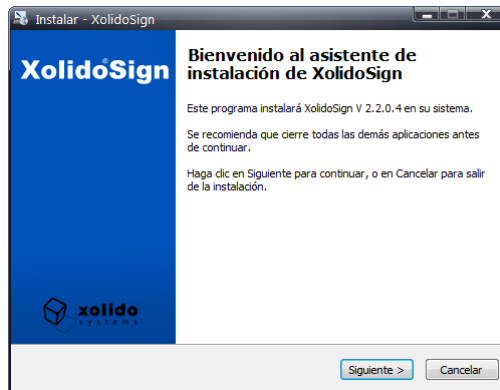 Instalar - XolidoSign
XolidoSign
Bienvenido al asistente de
instalación de XolidoSign
Este programa instalará XolidoSign V 2.2.0.4 en su sistema.
Se recomienda que cierre todas las demás aplicaciones antes
de continuar.
Haga clic en Siguiente para continuar, o en Cancelar para salir
de la instalación.
xolido
systems
Siguiente >
Cancelar